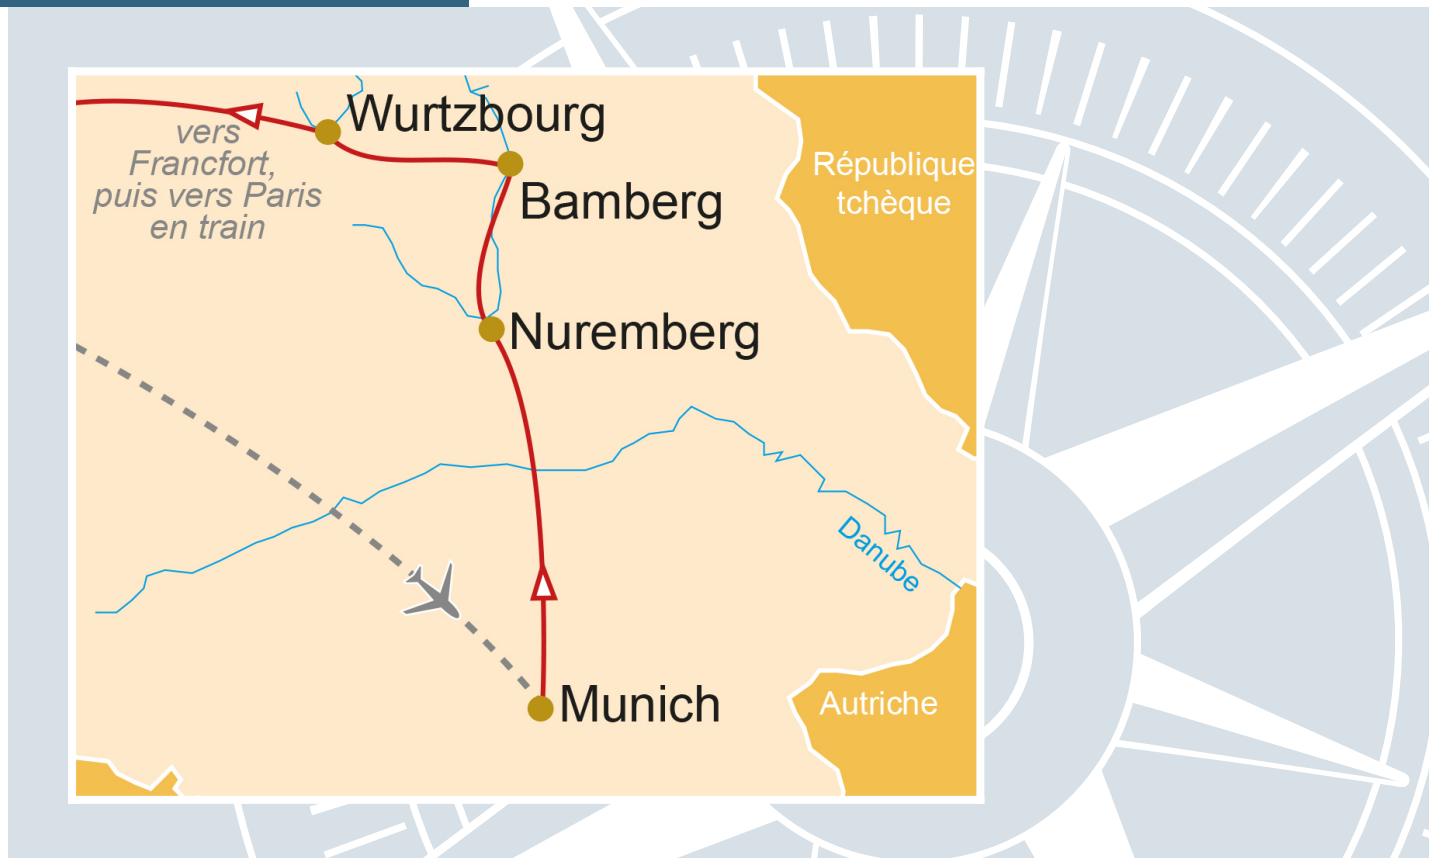 Wurtzbourg
vers
Francfort,
puis vers Paris
en train
Bamberg
République
tchèque
Nuremberg
Danube
Munich
Autriche